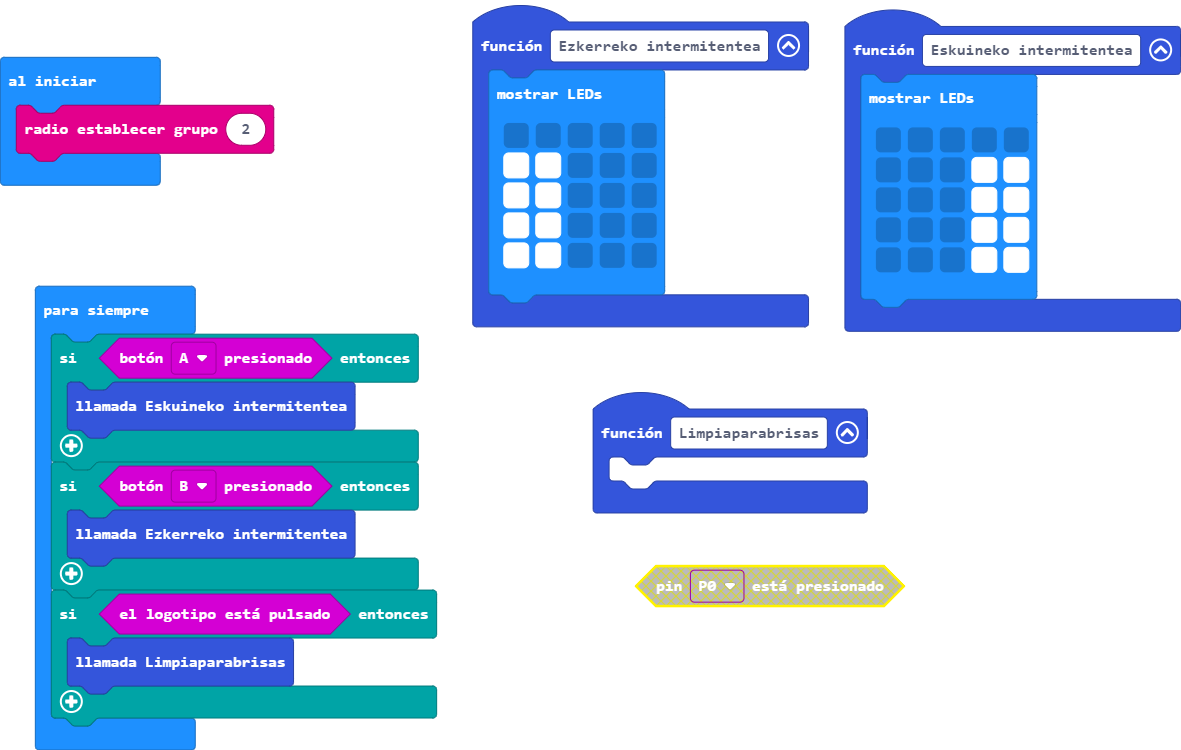 al iniciar
radio establecer grupo 2
para siempre
si botón A presionado entonces
llamada Eskuineko intermitentea
si botón B presionado entonces
llamada Ezkerreko intermitentea
si el logotipo está pulsado entonces
llamada Limpiaparabrisas
función Ezkerreko intermitentea
mostrar LEDs
función Eskuineko intermitentea
mostrar LEDs
función Limpiaparabrisas
pin P0 está presionado